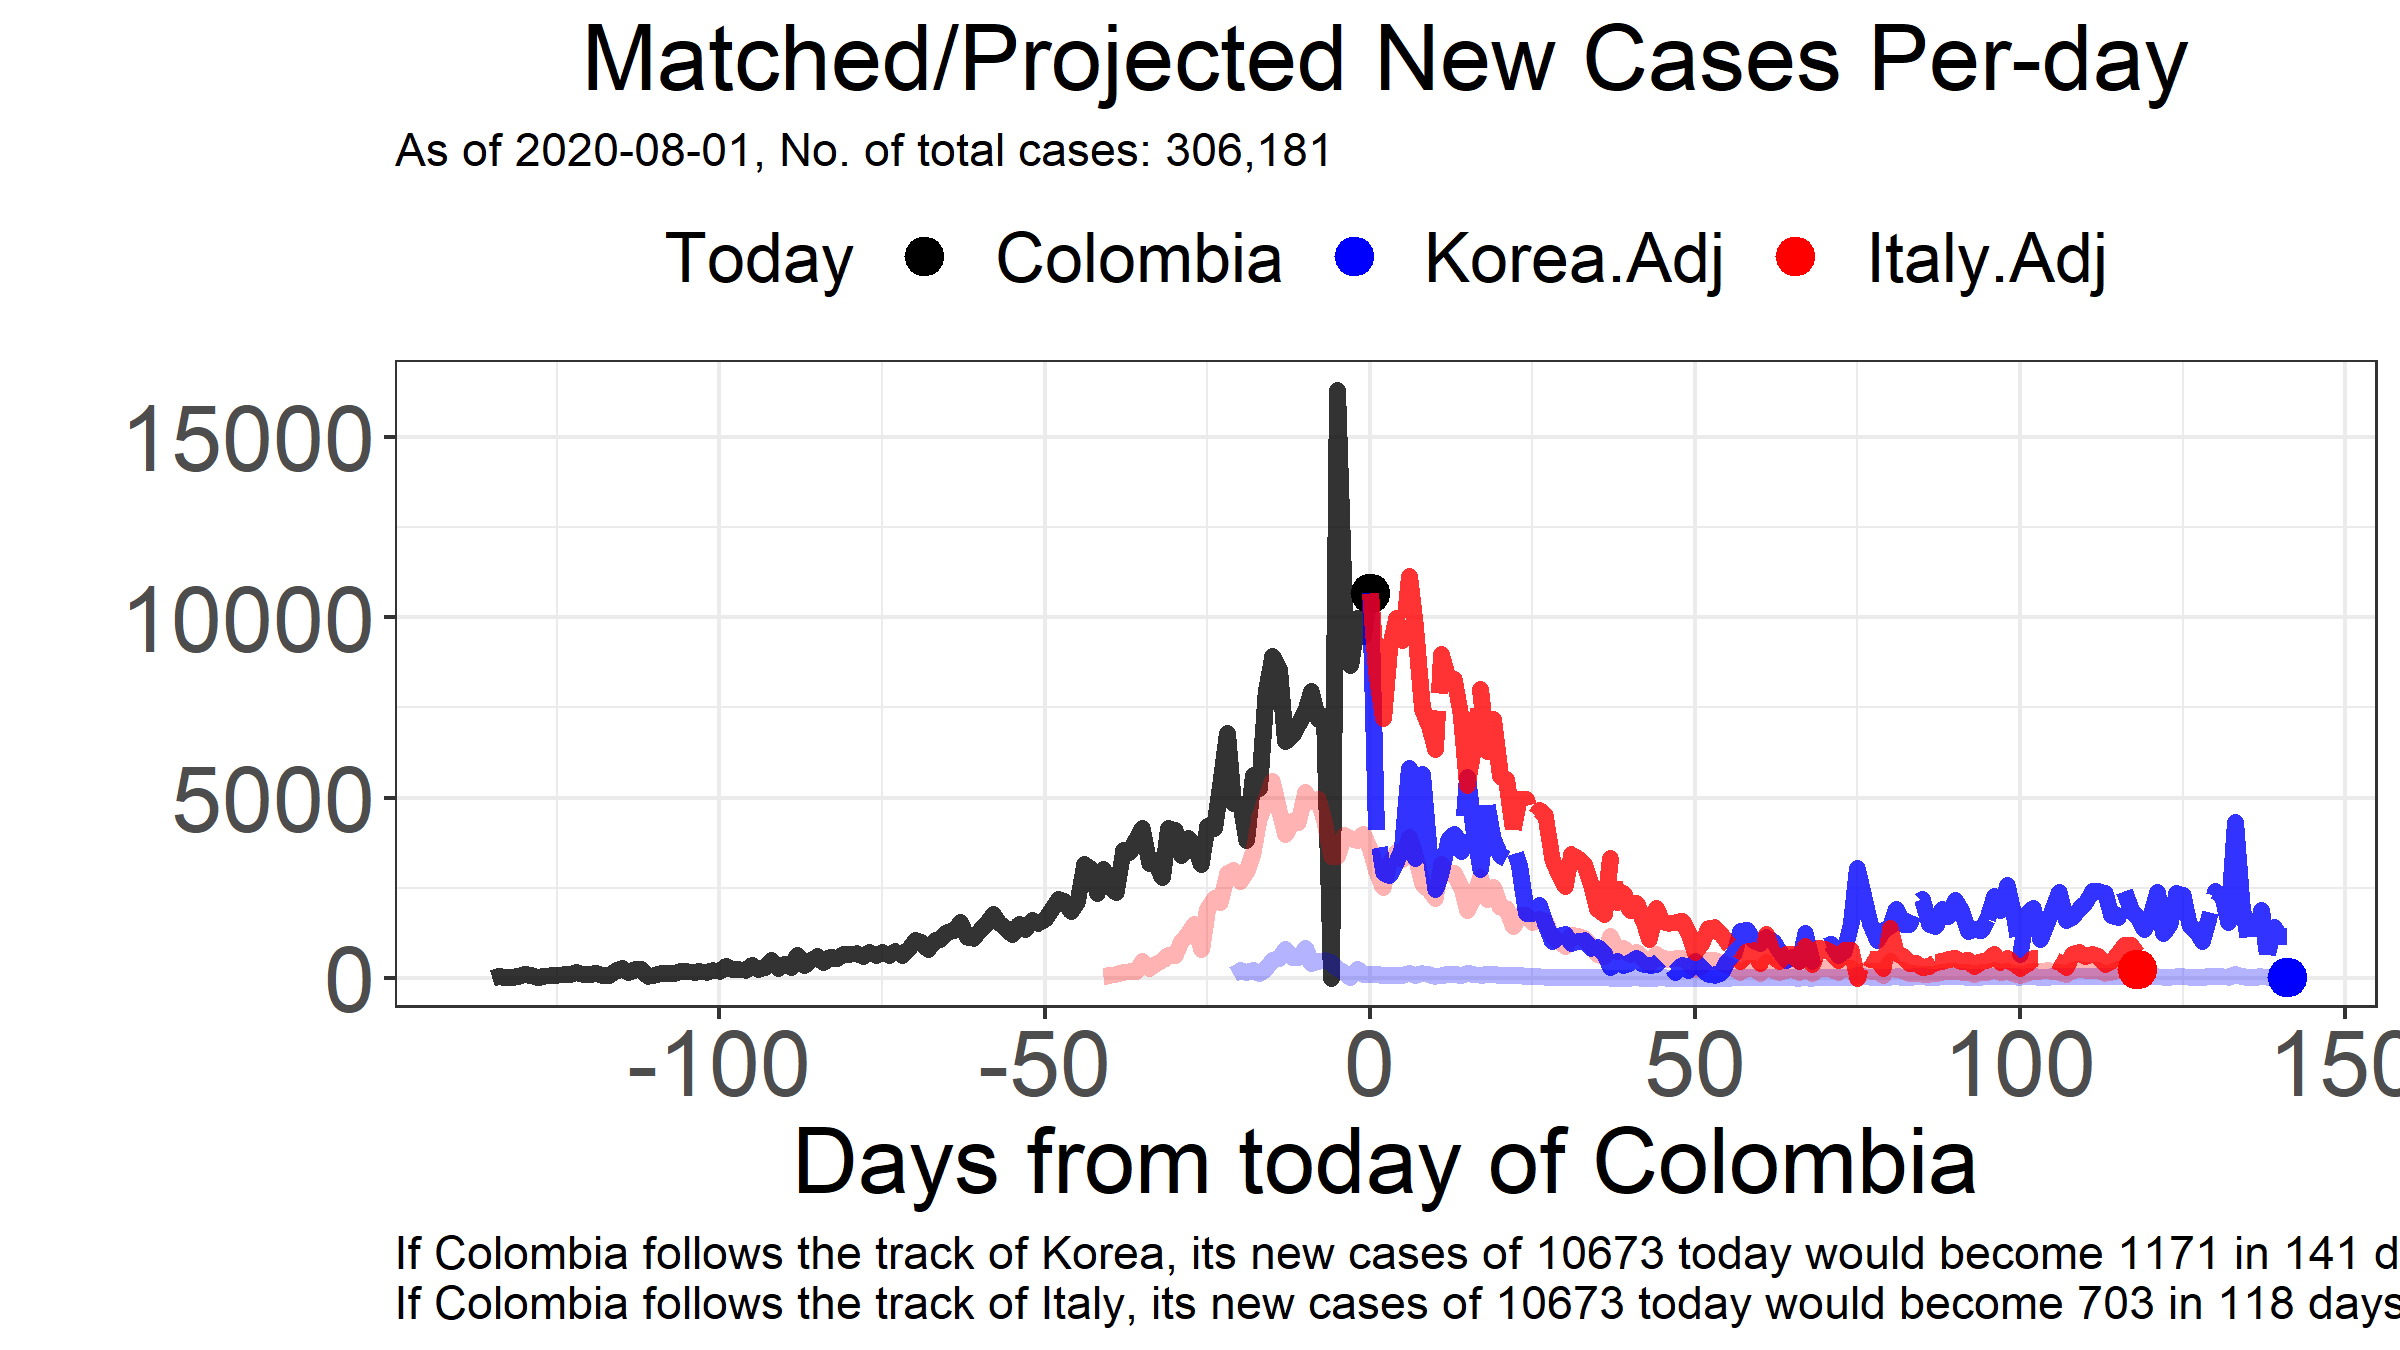 Matched/Projected New Cases Per-day
As of 2020-08-01, No. of total cases: 306,181
Today Colombia Korea.Adj Italy.Adj
15000
10000
5000
0
-100 -50 0 50 100 150
Days from today of Colombia
If Colombia follows the track of Korea, its new cases of 10673 today would become 1171 in 141 d
If Colombia follows the track of Italy, its new cases of 10673 today would become 703 in 118 days